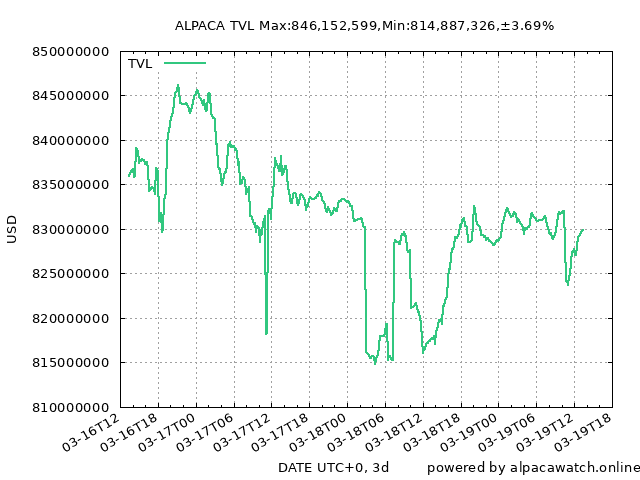 ALPACA TVL Max:846,152,599,Min:814,887,326,±3.69%
TVL
850000000
845000000
840000000
835000000
830000000
825000000
820000000
815000000
810000000
USD
03-16T12
03-16T18
03-17T00
03-17T06
03-17T12
03-17T18
03-18T00
03-18T06
03-18T12
03-18T18
03-19T00
03-19T06
03-19T12
03-19T18
DATE UTC+0, 3d
powered by alpacawatch.online